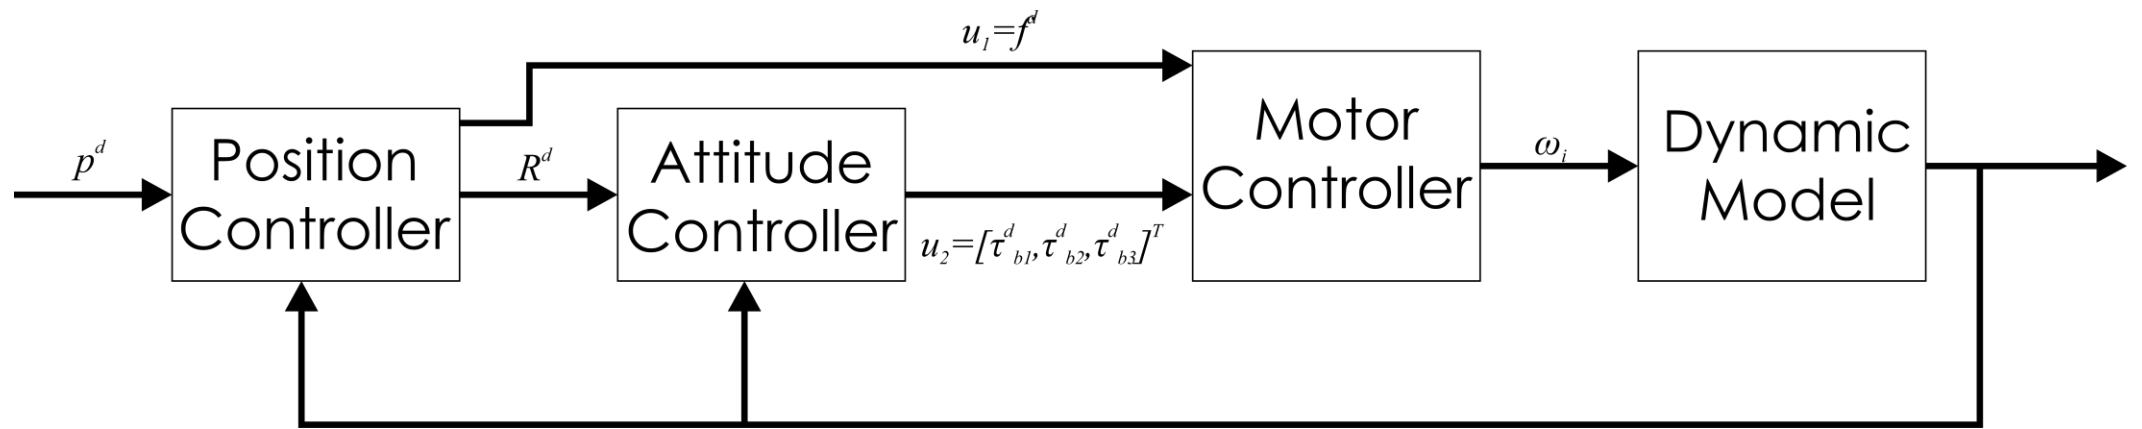 u₁=fᵈ
pᵈ
Position
Controller
Rᵈ
Attitude
Controller
u₂=[τᵈb1,τᵈb2,τᵈb3]ᵀ
Motor
Controller
ωᵢ
Dynamic
Model